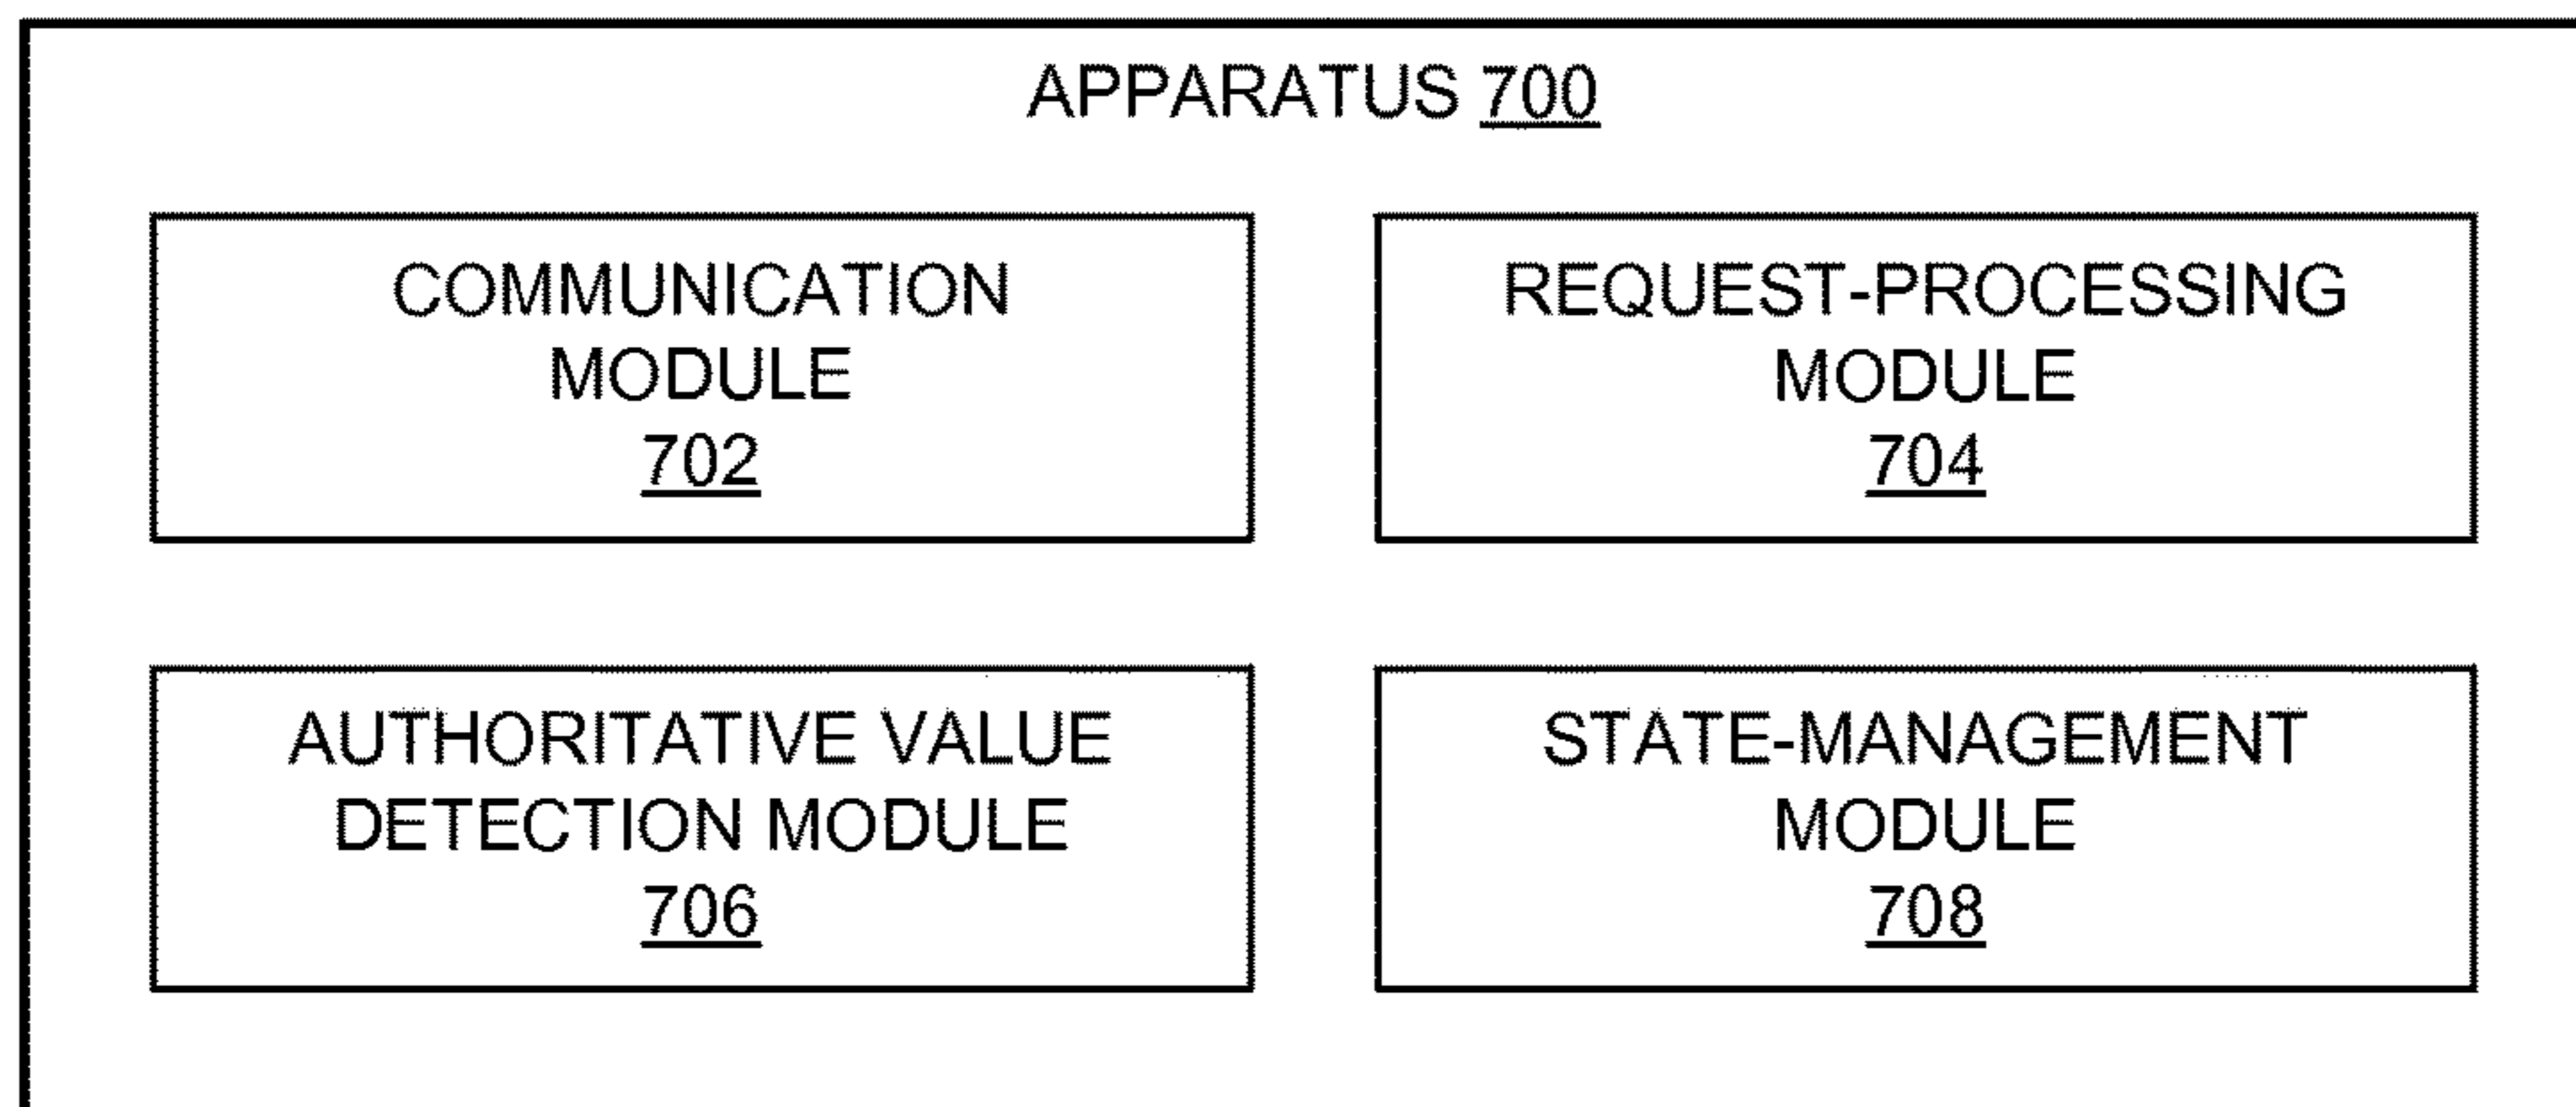 APPARATUS 700
COMMUNICATION
MODULE
702
REQUEST-PROCESSING
MODULE
704
AUTHORITATIVE VALUE
DETECTION MODULE
706
STATE-MANAGEMENT
MODULE
708